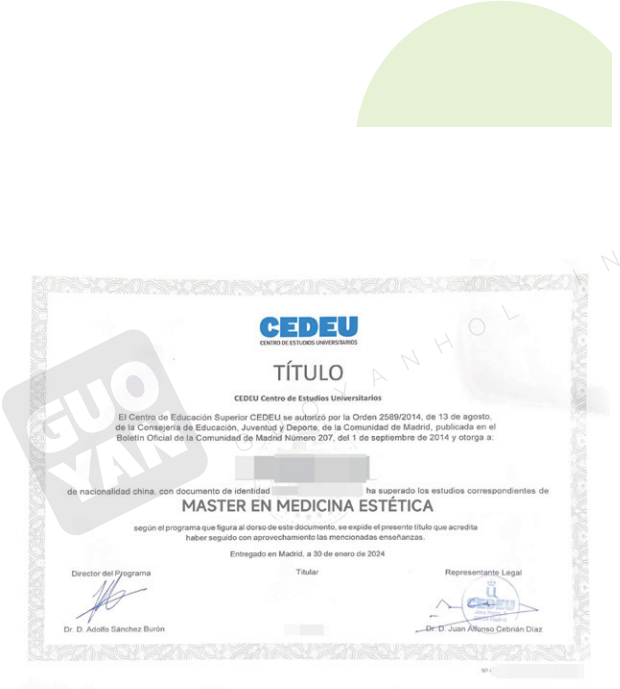 CEDEU
CENTRO DE ESTUDIOS UNIVERSITARIOS
TÍTULO
CEDEU Centro de Estudios Universitarios
El Centro de Educación Superior CEDEU se autorizó por la Orden 2589/2014, de 13 de agosto,
de la Consejería de Educación, Juventud y Deporte, de la Comunidad de Madrid, publicada en el
Boletín Oficial de la Comunidad de Madrid Número 207, del 1 de septiembre de 2014 y otorga a:
de nacionalidad china, con documento de identidad ha superado los estudios correspondientes de
MASTER EN MEDICINA ESTÉTICA
según el programa que figura al dorso de este documento, se expide el presente título que acredita
haber seguido con aprovechamiento las mencionadas enseñanzas.
Entregado en Madrid, a 30 de enero de 2024
Director del Programa Titular Representante Legal
CEDEU
Dr. D. Adolfo Sánchez Burón Dr. D. Juan Alfonso Cebrián Díaz
Nº
GUO
YAN